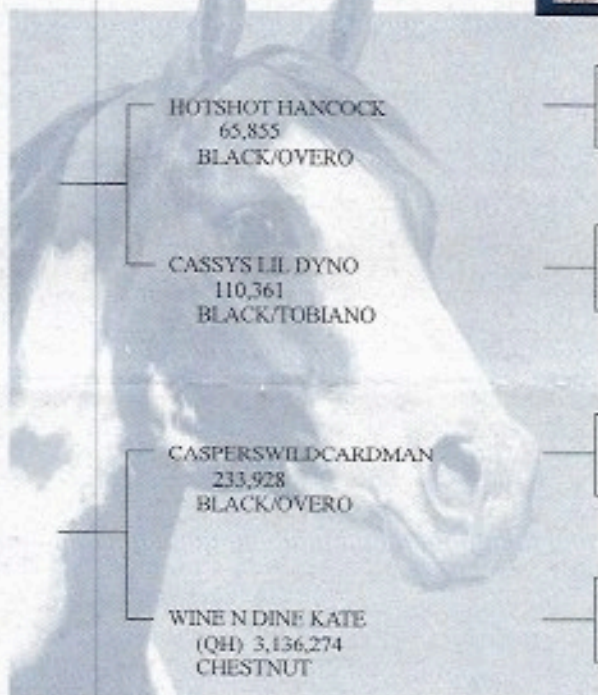 HOTSHOT HANCOCK
65,855
BLACK/OVERO
CASSYS LIL DYNO
110,361
BLACK/TOBIANO
CASPERSWILDCARDMAN
233,928
BLACK/OVERO
WINE N DINE KATE
(QH) 3,136,274
CHESTNUT